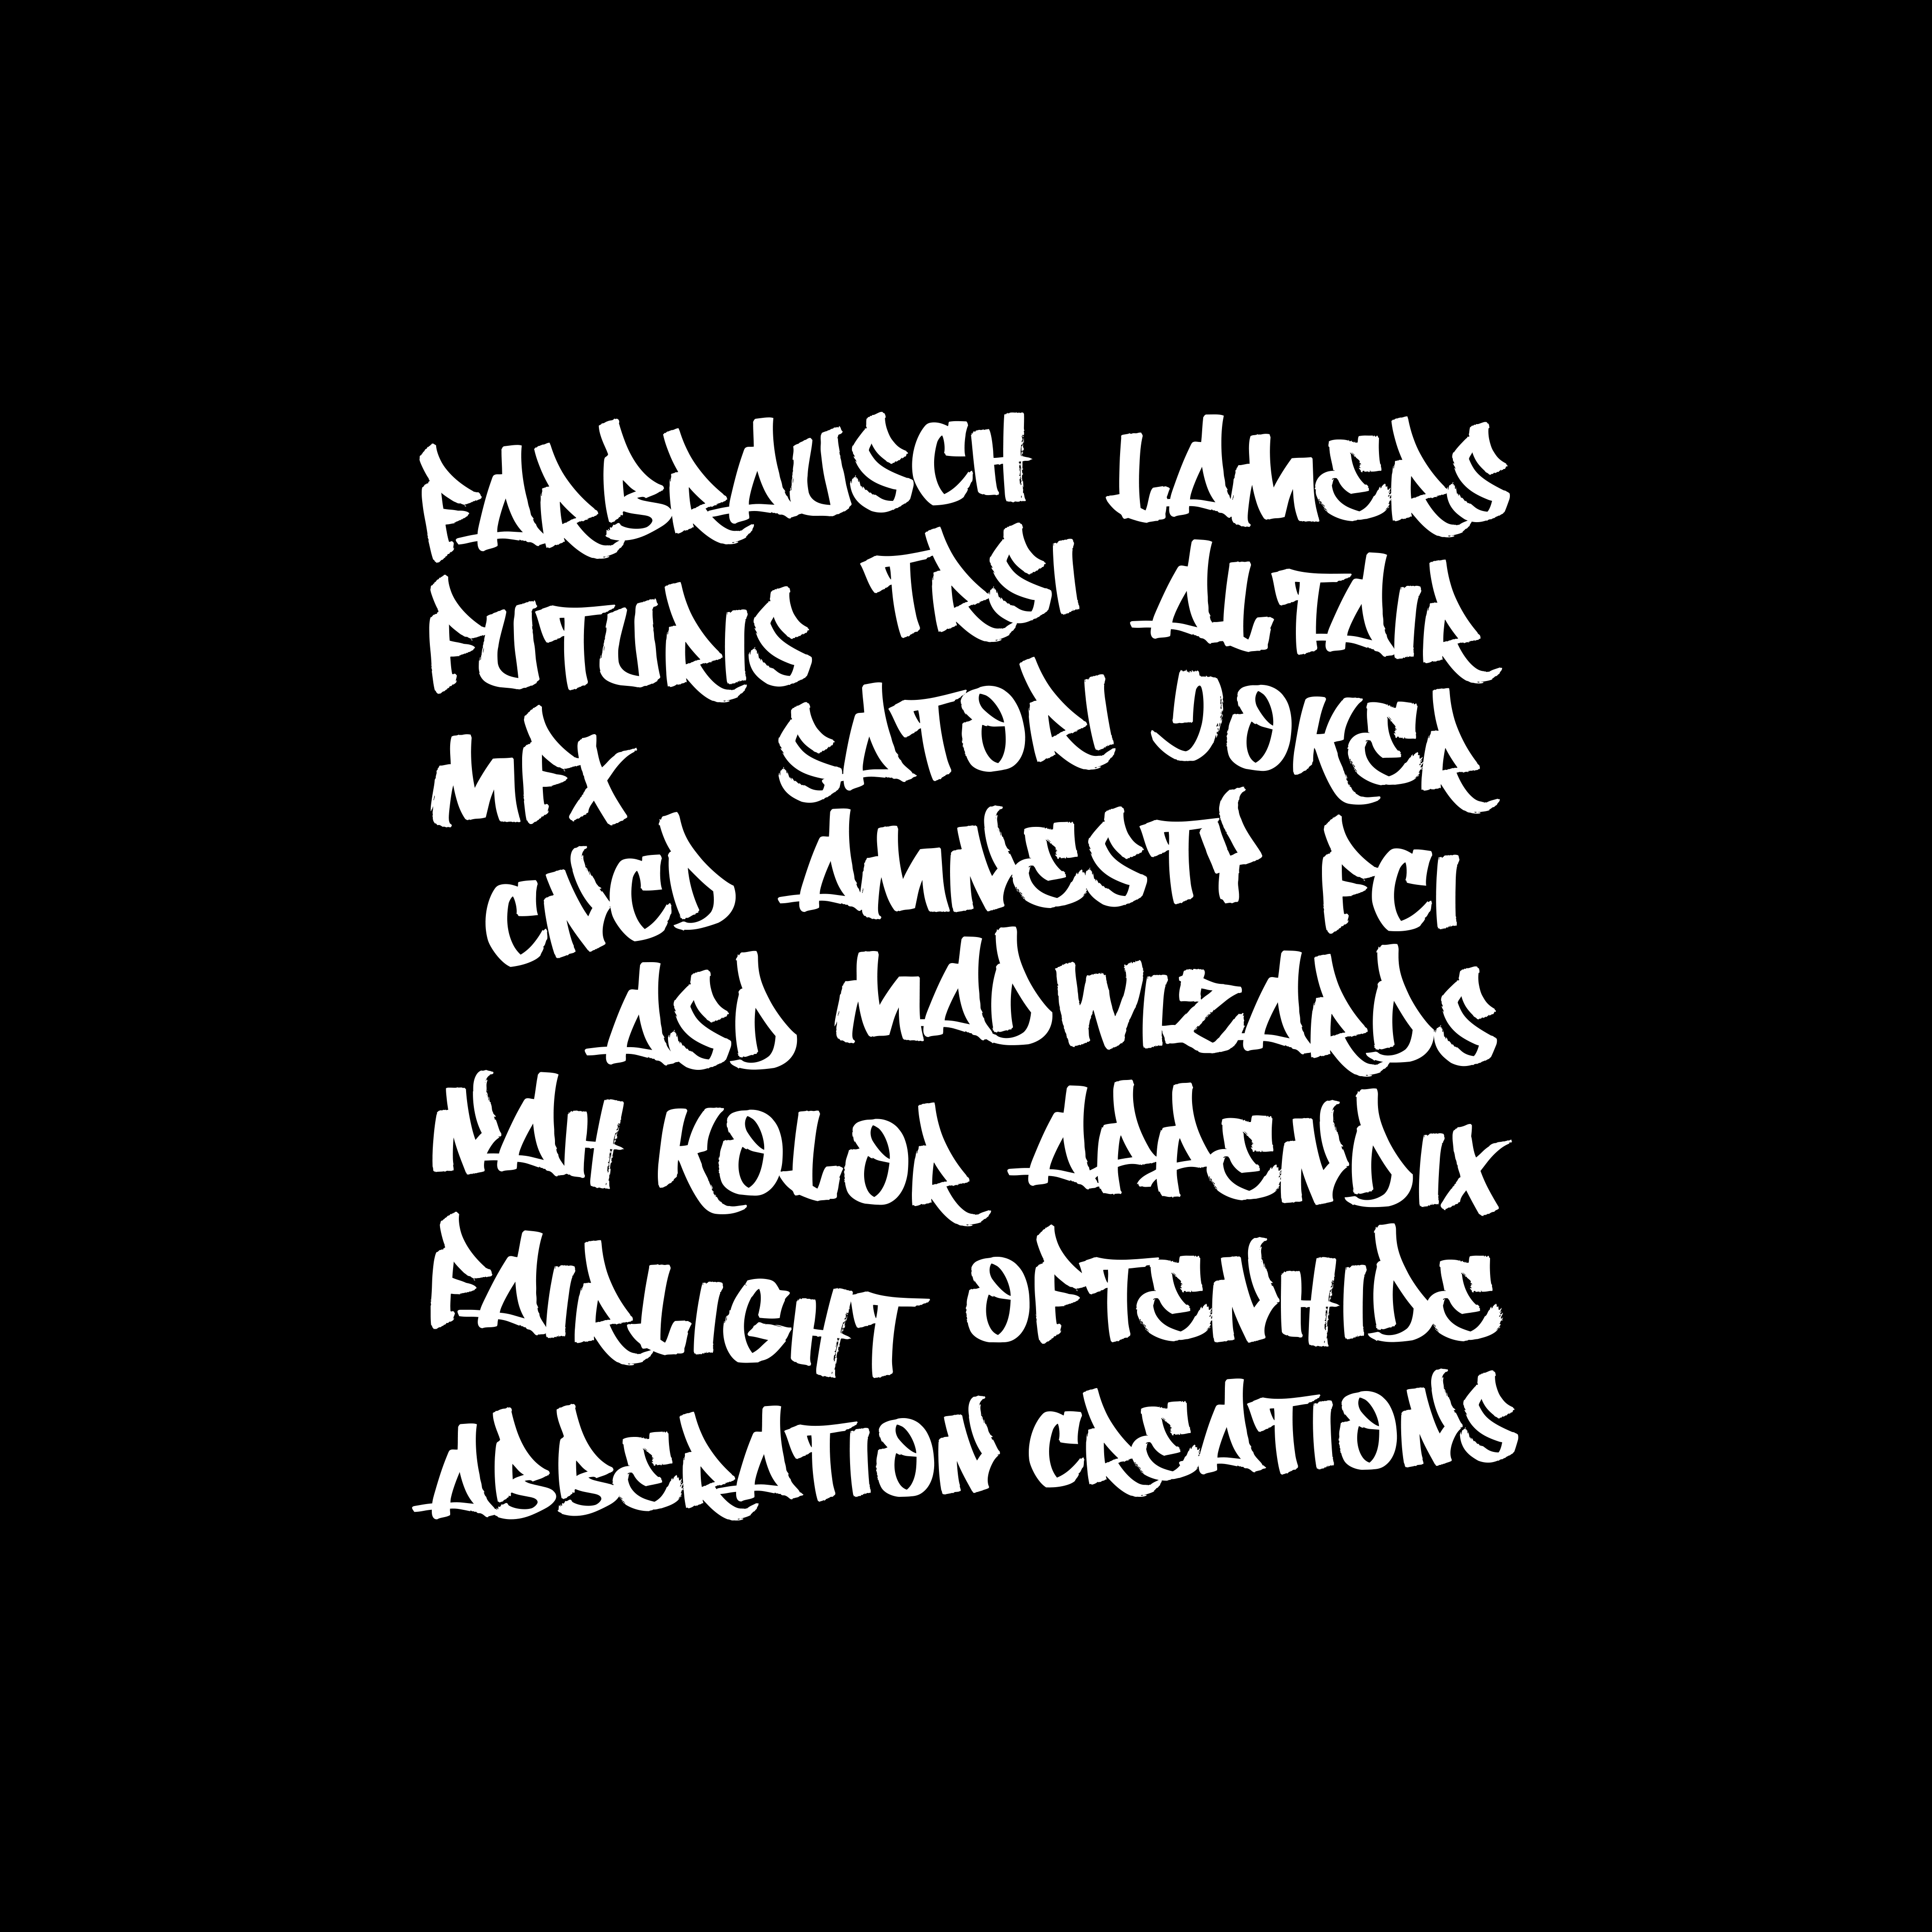 FARBRAUSCH LAMERS
FUTURIS TRSI ALTAIR
MFX SATORI JOKER
CNCD AMNESTY FCI
ASD MADWIZARDS
NAH KOLOR APPENDIX
FAIRLIGHT OFTENHIDE
ABBERATION CREATIONS